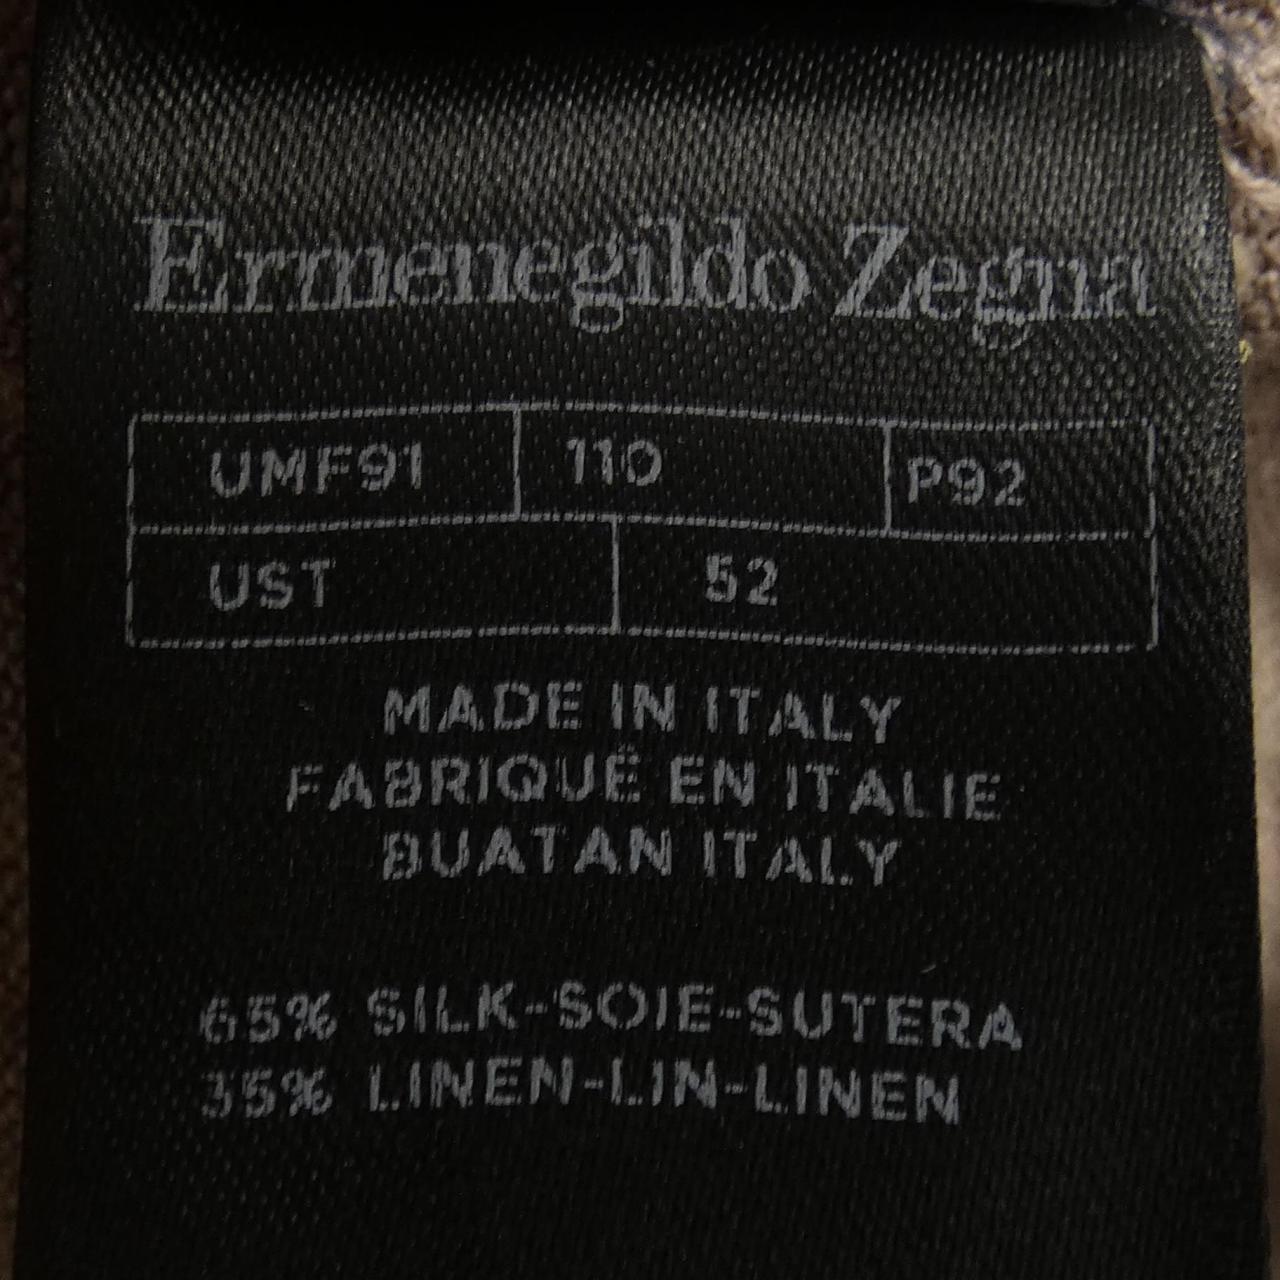 Ermenegildo Zegna
UMF91 110 P92
UST 52
MADE IN ITALY
FABRIQUÉ EN ITALIE
BUATAN ITALY
65% SILK-SOIE-SUTERA
35% LINEN-LIN-LINEN